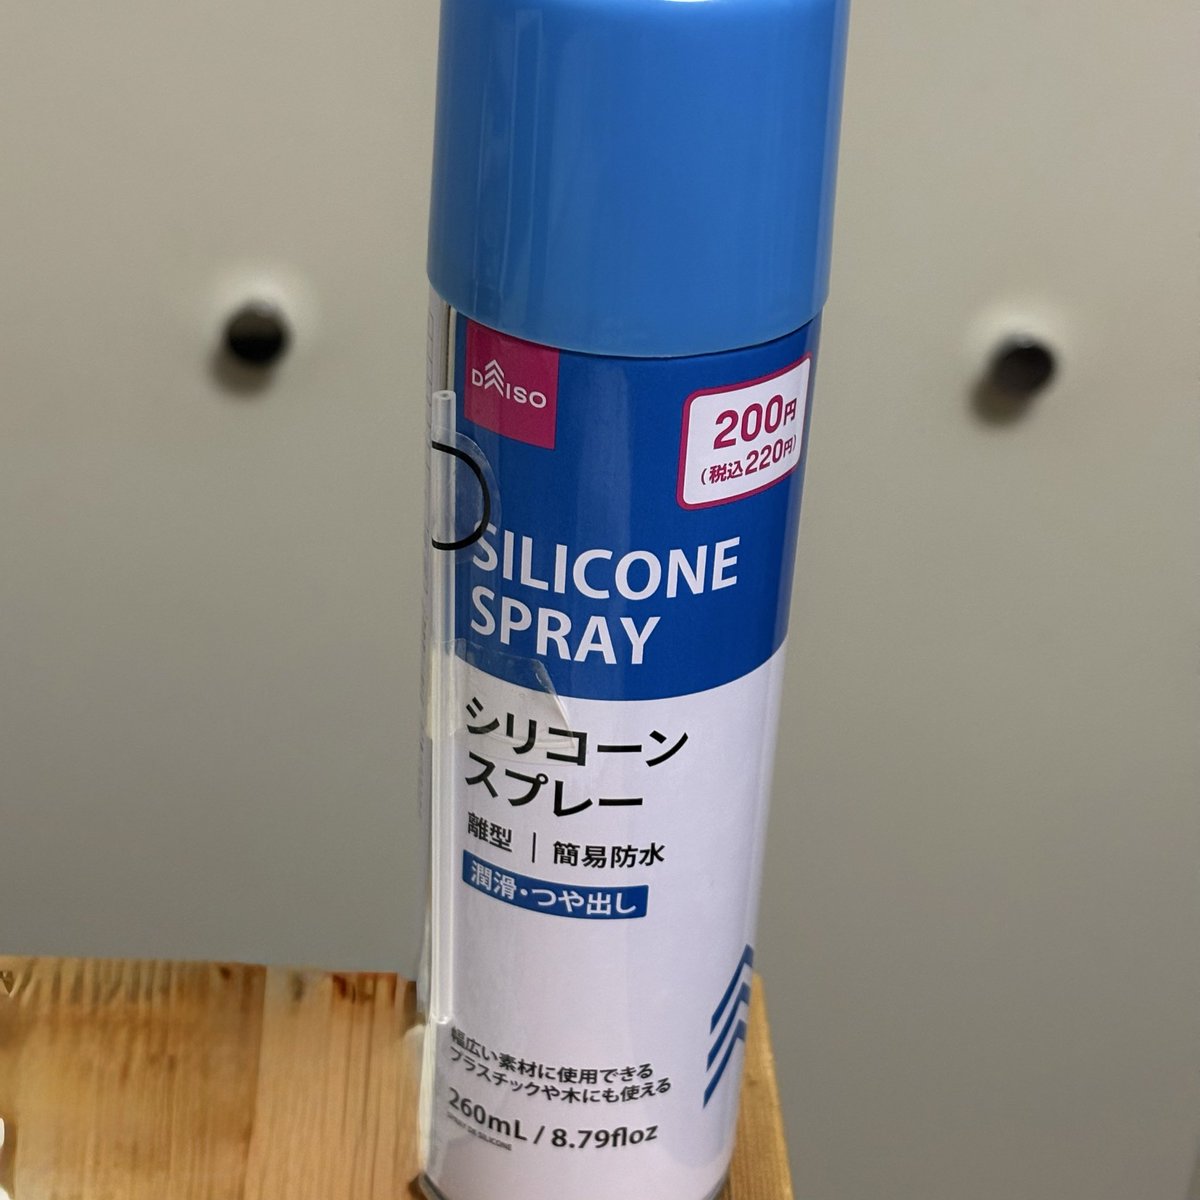 DAISO
200円
(税込220円)
SILICONE
SPRAY
シリコーン
スプレー
離型 | 簡易防水
潤滑・つや出し
幅広い素材に使用できる
プラスチックや木にも使える
260mL / 8.79floz
SPRAY DE SILICONE